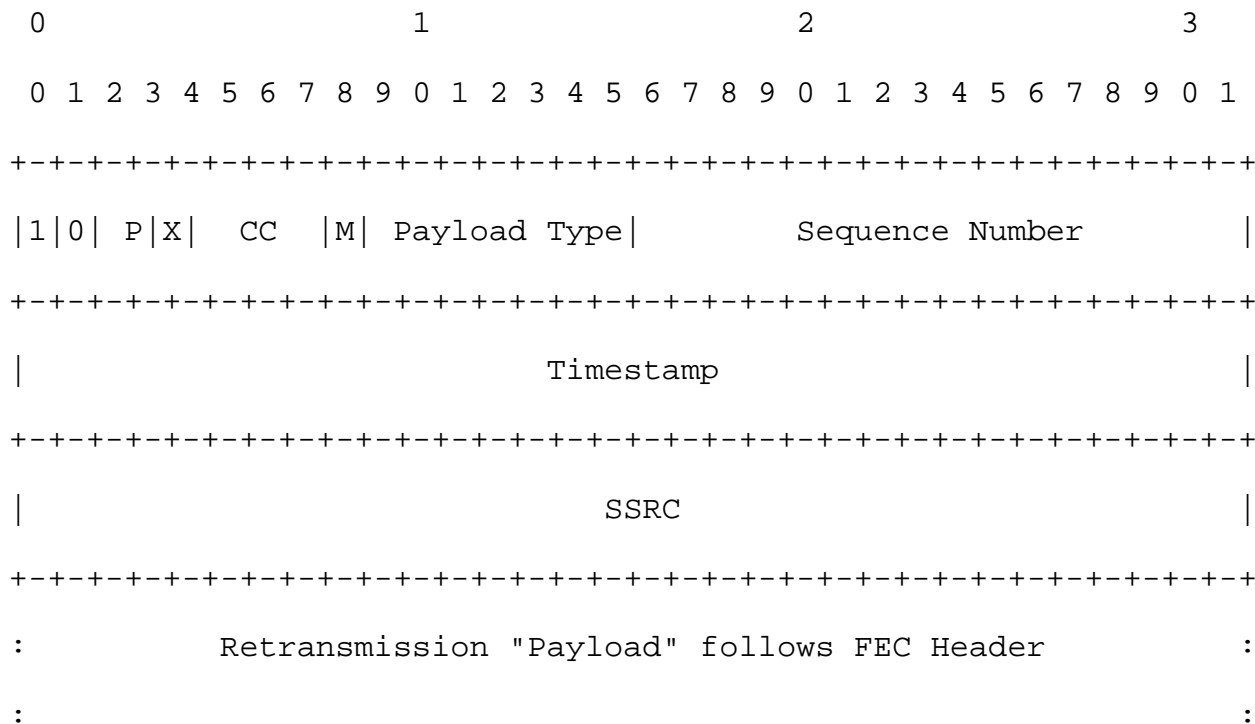 0                   1                   2                   3
 0 1 2 3 4 5 6 7 8 9 0 1 2 3 4 5 6 7 8 9 0 1 2 3 4 5 6 7 8 9 0 1
+-+-+-+-+-+-+-+-+-+-+-+-+-+-+-+-+-+-+-+-+-+-+-+-+-+-+-+-+-+-+-+-+
|1|0| P|X|  CC   |M| Payload Type|        Sequence Number        |
+-+-+-+-+-+-+-+-+-+-+-+-+-+-+-+-+-+-+-+-+-+-+-+-+-+-+-+-+-+-+-+-+
|                           Timestamp                           |
+-+-+-+-+-+-+-+-+-+-+-+-+-+-+-+-+-+-+-+-+-+-+-+-+-+-+-+-+-+-+-+-+
|                              SSRC                             |
+-+-+-+-+-+-+-+-+-+-+-+-+-+-+-+-+-+-+-+-+-+-+-+-+-+-+-+-+-+-+-+-+
:          Retransmission "Payload" follows FEC Header          :
:                                                               :